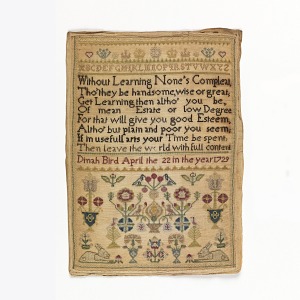 ABCDEFGHIKLMNOPQRSTVWXYZ
Without Learning None's Compleat
Tho' they be handsome, wise or great;
Get Learning then altho' you be,
Of mean Estate or low Degree
For that will give you good Esteem,
Altho' but plain and poor you seem,
If in usefull arts your Time be spent,
Then leave the world with full content
Dinah Bird April the 22 in the year 1729